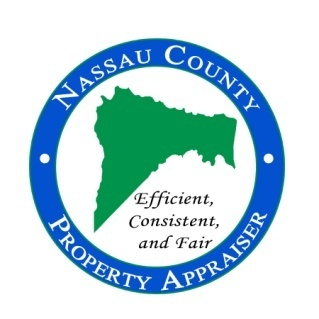 NASSAU COUNTY
Efficient,
Consistent,
and Fair
PROPERTY APPRAISER